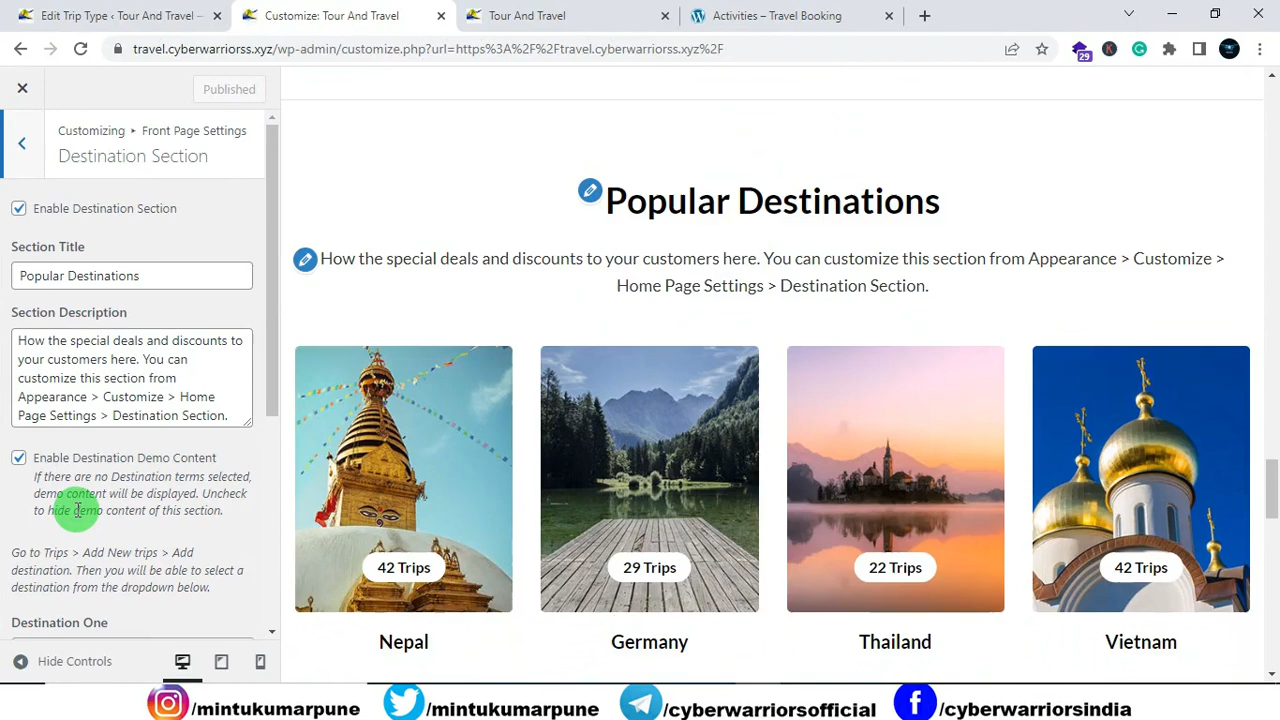 Edit Trip Type ‹ Tour And Travel —
Customize: Tour And Travel
Tour And Travel
Activities – Travel Booking
travel.cyberwarriorss.xyz/wp-admin/customize.php?url=https%3A%2F%2Ftravel.cyberwarriorss.xyz%2F
29
K
Published
Customizing ▸ Front Page Settings
Destination Section
Enable Destination Section
Section Title
Popular Destinations
Section Description
How the special deals and discounts to
your customers here. You can
customize this section from
Appearance > Customize > Home
Page Settings > Destination Section.
Enable Destination Demo Content
If there are no Destination terms selected,
demo content will be displayed. Uncheck
to hide demo content of this section.
Go to Trips > Add New trips > Add
destination. Then you will be able to select a
destination from the dropdown below.
Destination One
Hide Controls
Popular Destinations
How the special deals and discounts to your customers here. You can customize this section from Appearance > Customize >
Home Page Settings > Destination Section.
42 Trips
29 Trips
22 Trips
42 Trips
Nepal
Germany
Thailand
Vietnam
/mintukumarpune
/mintukumarpune
/cyberwarriorsofficial
/cyberwarriorsindia